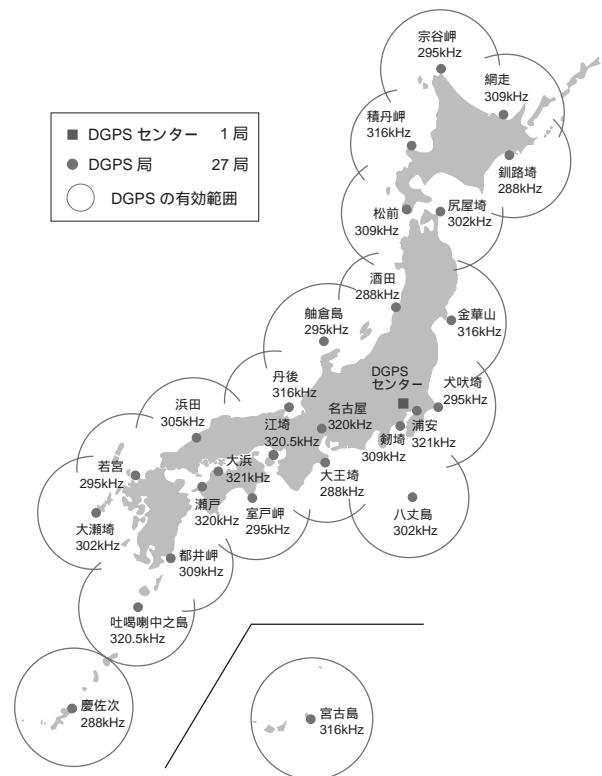 宗谷岬
295kHz
網走
309kHz
積丹岬
316kHz
DGPS センター 1 局
DGPS 局 27 局
DGPS の有効範囲
釧路埼
288kHz
松前
309kHz
尻屋埼
302kHz
酒田
288kHz
舳倉島
295kHz
金華山
316kHz
丹後
316kHz
DGPS
センター
犬吠埼
295kHz
浜田
305kHz
名古屋
320kHz
江埼
320.5kHz
浦安
321kHz
剱埼
309kHz
大浜
321kHz
若宮
295kHz
大王埼
288kHz
瀬戸
320kHz
室戸岬
295kHz
八丈島
302kHz
大瀬埼
302kHz
都井岬
309kHz
吐噶喇中之島
320.5kHz
慶佐次
288kHz
宮古島
316kHz